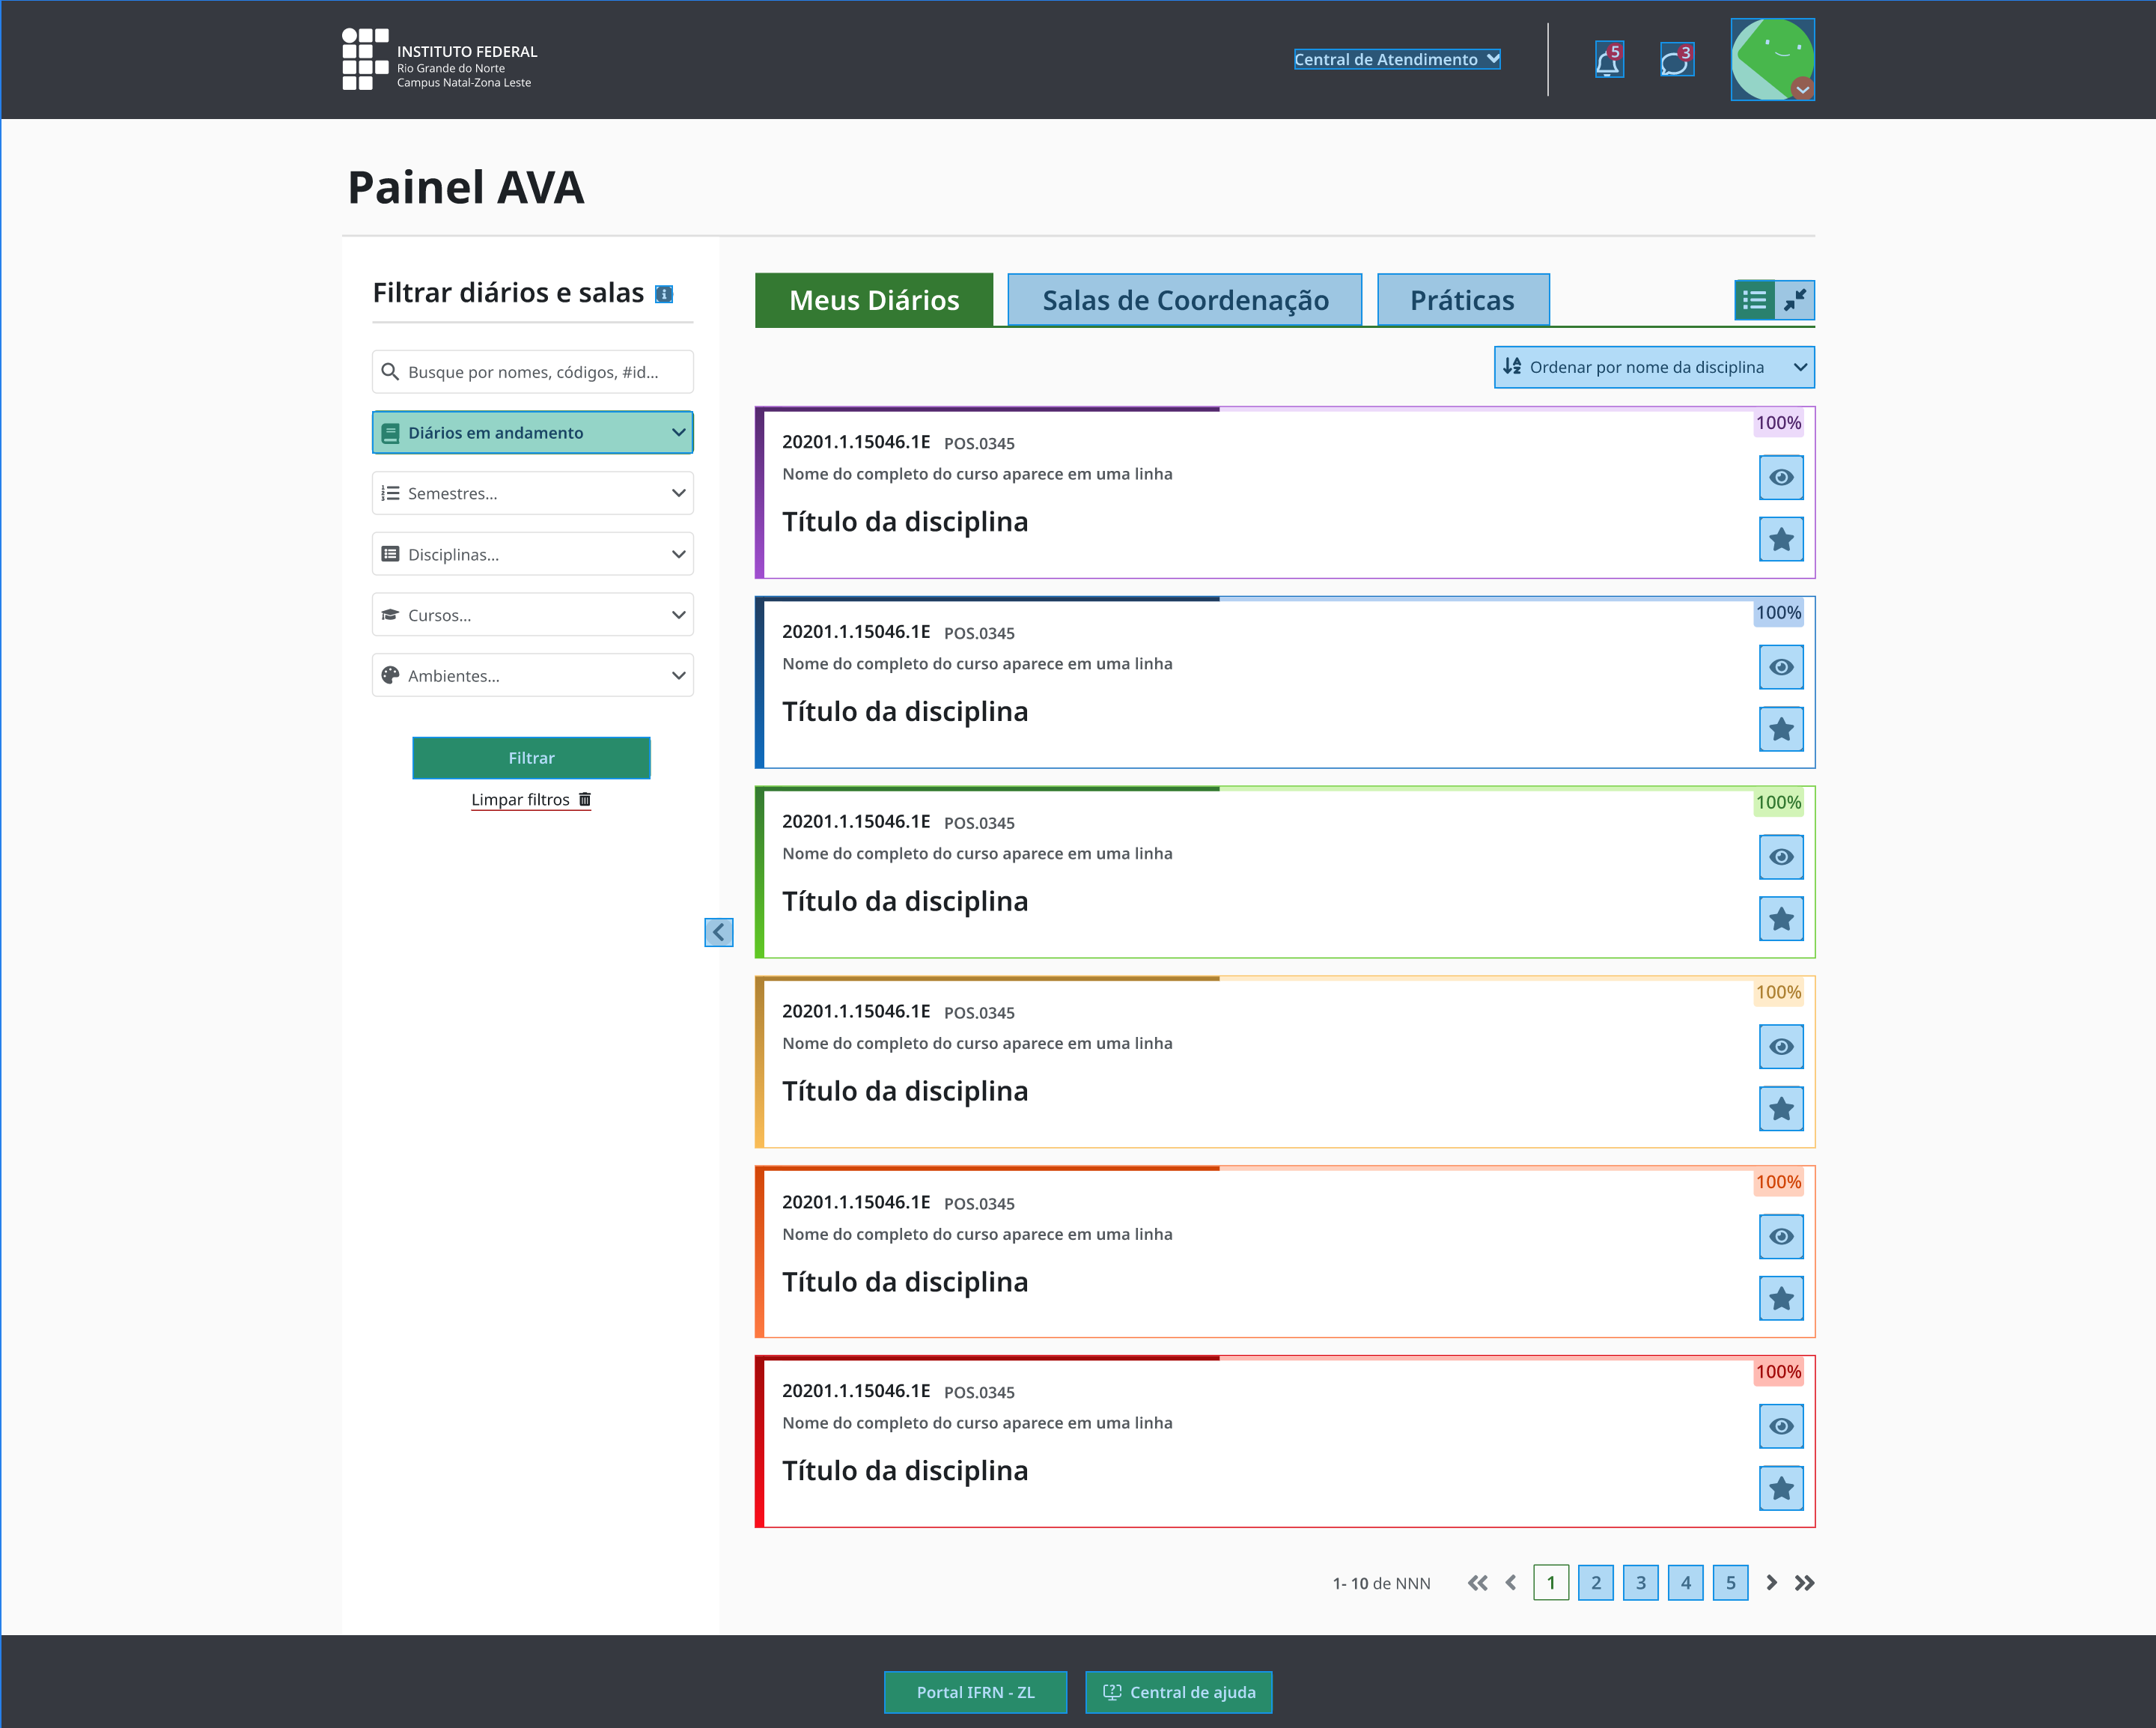 INSTITUTO FEDERAL
Rio Grande do Norte
Campus Natal-Zona Leste
Central de Atendimento
5
3
Painel AVA
Filtrar diários e salas
Busque por nomes, códigos, #id...
Diários em andamento
Semestres...
Disciplinas...
Cursos...
Ambientes...
Filtrar
Limpar filtros
Meus Diários
Salas de Coordenação
Práticas
Ordenar por nome da disciplina
100%
20201.1.15046.1E POS.0345
Nome do completo do curso aparece em uma linha
Título da disciplina
100%
20201.1.15046.1E POS.0345
Nome do completo do curso aparece em uma linha
Título da disciplina
100%
20201.1.15046.1E POS.0345
Nome do completo do curso aparece em uma linha
Título da disciplina
100%
20201.1.15046.1E POS.0345
Nome do completo do curso aparece em uma linha
Título da disciplina
100%
20201.1.15046.1E POS.0345
Nome do completo do curso aparece em uma linha
Título da disciplina
100%
20201.1.15046.1E POS.0345
Nome do completo do curso aparece em uma linha
Título da disciplina
1- 10 de NNN 1 2 3 4 5
Portal IFRN - ZL
Central de ajuda